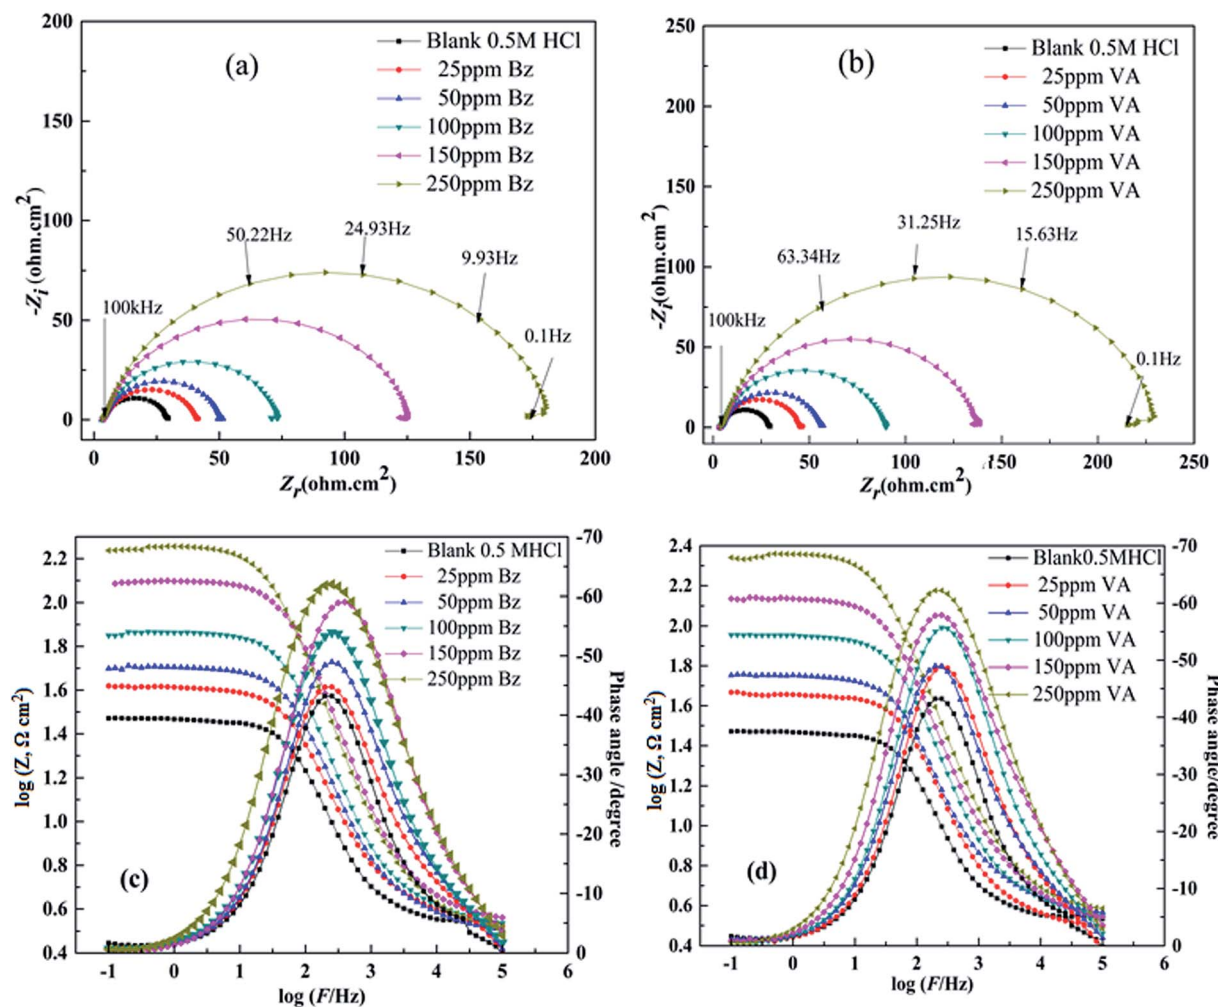 (a)
Blank 0.5M HCl
25ppm Bz
50ppm Bz
100ppm Bz
150ppm Bz
250ppm Bz
200
150
100
50
0
-Zi (ohm.cm2)
100kHz
50.22Hz
24.93Hz
9.93Hz
0.1Hz
0 50 100 150 200
Zr(ohm.cm2)
(b)
Blank 0.5M HCl
25ppm VA
50ppm VA
100ppm VA
150ppm VA
250ppm VA
250
200
150
100
50
0
-Zi(ohm.cm2)
100kHz
63.34Hz
31.25Hz
15.63Hz
0.1Hz
0 50 100 150 200 250
Zr(ohm.cm2)
(c)
Blank 0.5 MHCl
25ppm Bz
50ppm Bz
100ppm Bz
150ppm Bz
250ppm Bz
2.2
2.0
1.8
1.6
1.4
1.2
1.0
0.8
0.6
0.4
log (Z, Ω cm2)
-70
-60
-50
-40
-30
-20
-10
0
Phase angle /degree
-1 0 1 2 3 4 5 6
log (F/Hz)
(d)
Blank0.5MHCl
25ppm VA
50ppm VA
100ppm VA
150ppm VA
250ppm VA
2.4
2.2
2.0
1.8
1.6
1.4
1.2
1.0
0.8
0.6
0.4
log (Z, Ω cm2)
-70
-60
-50
-40
-30
-20
-10
0
Phase angle/degree
-1 0 1 2 3 4 5 6
log (F/Hz)